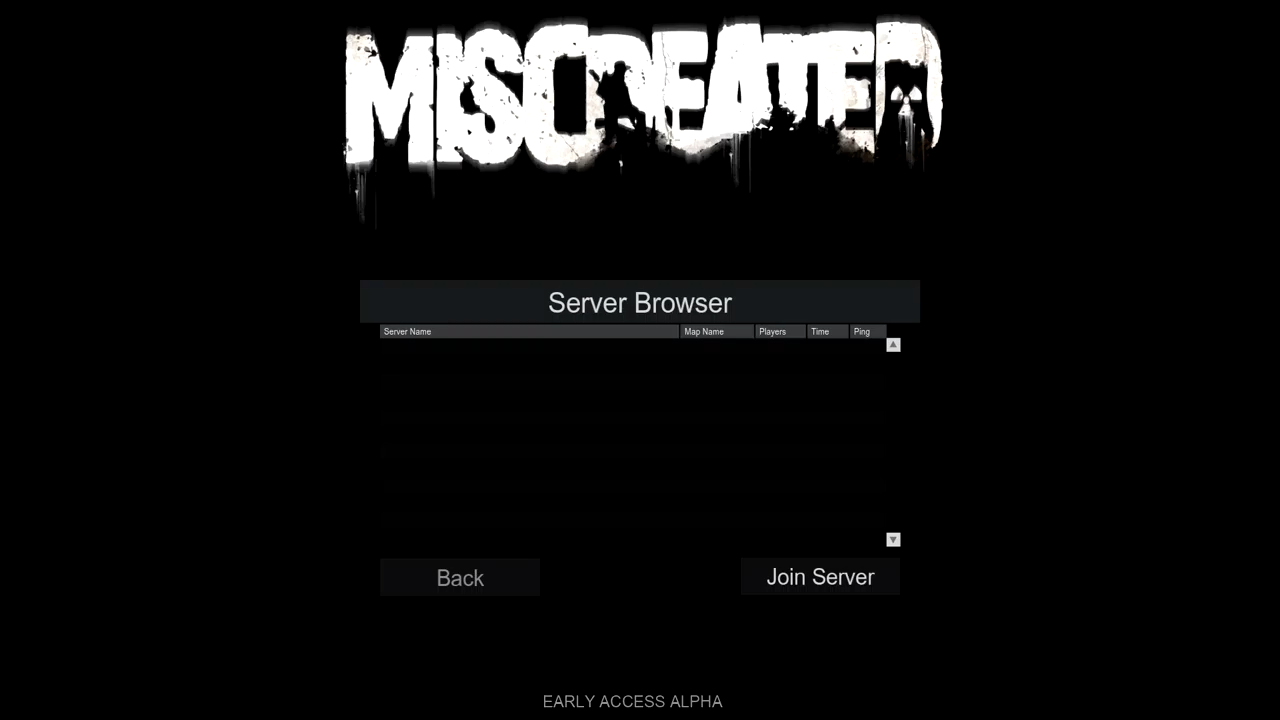 MISCREATED
Server Browser
Server Name Map Name Players Time Ping
Back Join Server
EARLY ACCESS ALPHA